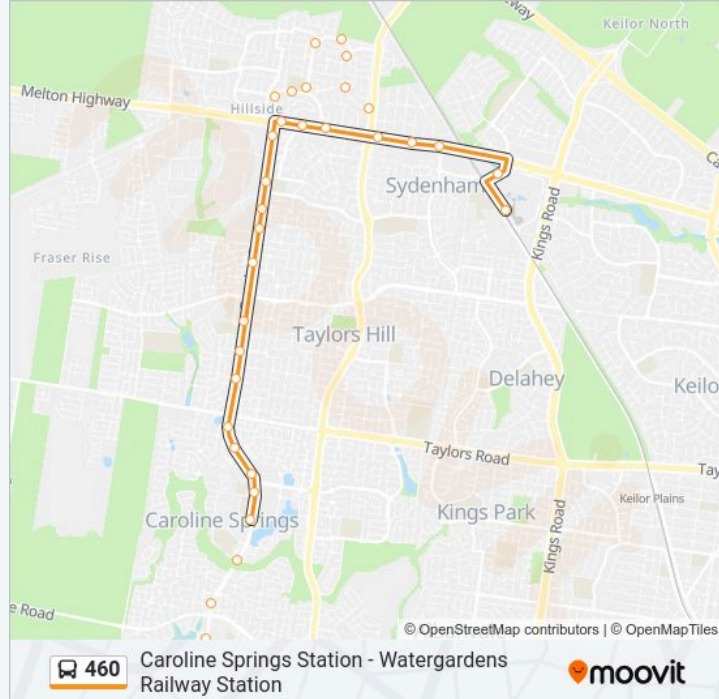 Keilor North
Melton Highway
Hillside
Sydenham
Kings Road
Fraser Rise
Taylors Hill
Delahey
Keilo
Taylors Road
Tay
Keilor Plains
Caroline Springs
Kings Park
Kings Road
e Road
© OpenStreetMap contributors | © OpenMapTiles
460
Caroline Springs Station - Watergardens
Railway Station
moovit